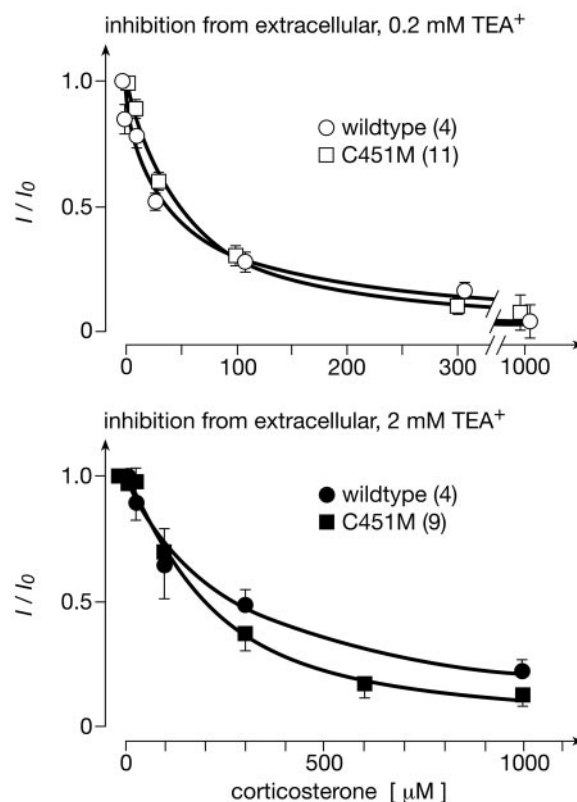 inhibition from extracellular, 0.2 mM TEA+
1.0
wildtype (4)
C451M (11)
I / I0
0.5
0
0 100 200 300 1000
inhibition from extracellular, 2 mM TEA+
1.0
wildtype (4)
C451M (9)
I / I0
0.5
0
0 500 1000
corticosterone [ μM ]